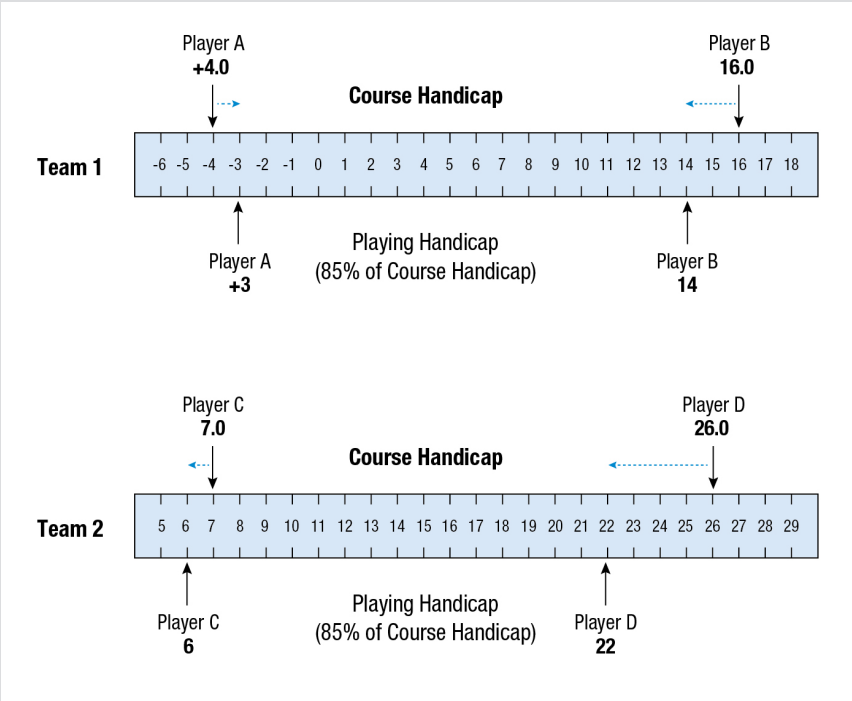 Player A
+4.0
Player B
16.0
Course Handicap
Team 1
-6 -5 -4 -3 -2 -1 0 1 2 3 4 5 6 7 8 9 10 11 12 13 14 15 16 17 18
Player A
+3
Playing Handicap
(85% of Course Handicap)
Player B
14
Player C
7.0
Player D
26.0
Course Handicap
Team 2
5 6 7 8 9 10 11 12 13 14 15 16 17 18 19 20 21 22 23 24 25 26 27 28 29
Player C
6
Playing Handicap
(85% of Course Handicap)
Player D
22